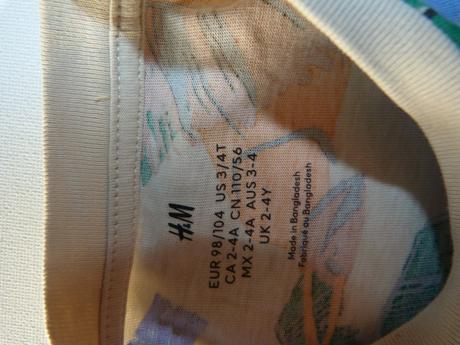 H&M
EUR 98/104 US 3/4T
CA 2-4A CN 110/56
MX 2-4A AUS 3-4
UK 2-4Y
Made in Bangladesh
Fabriqué au Bangladesh